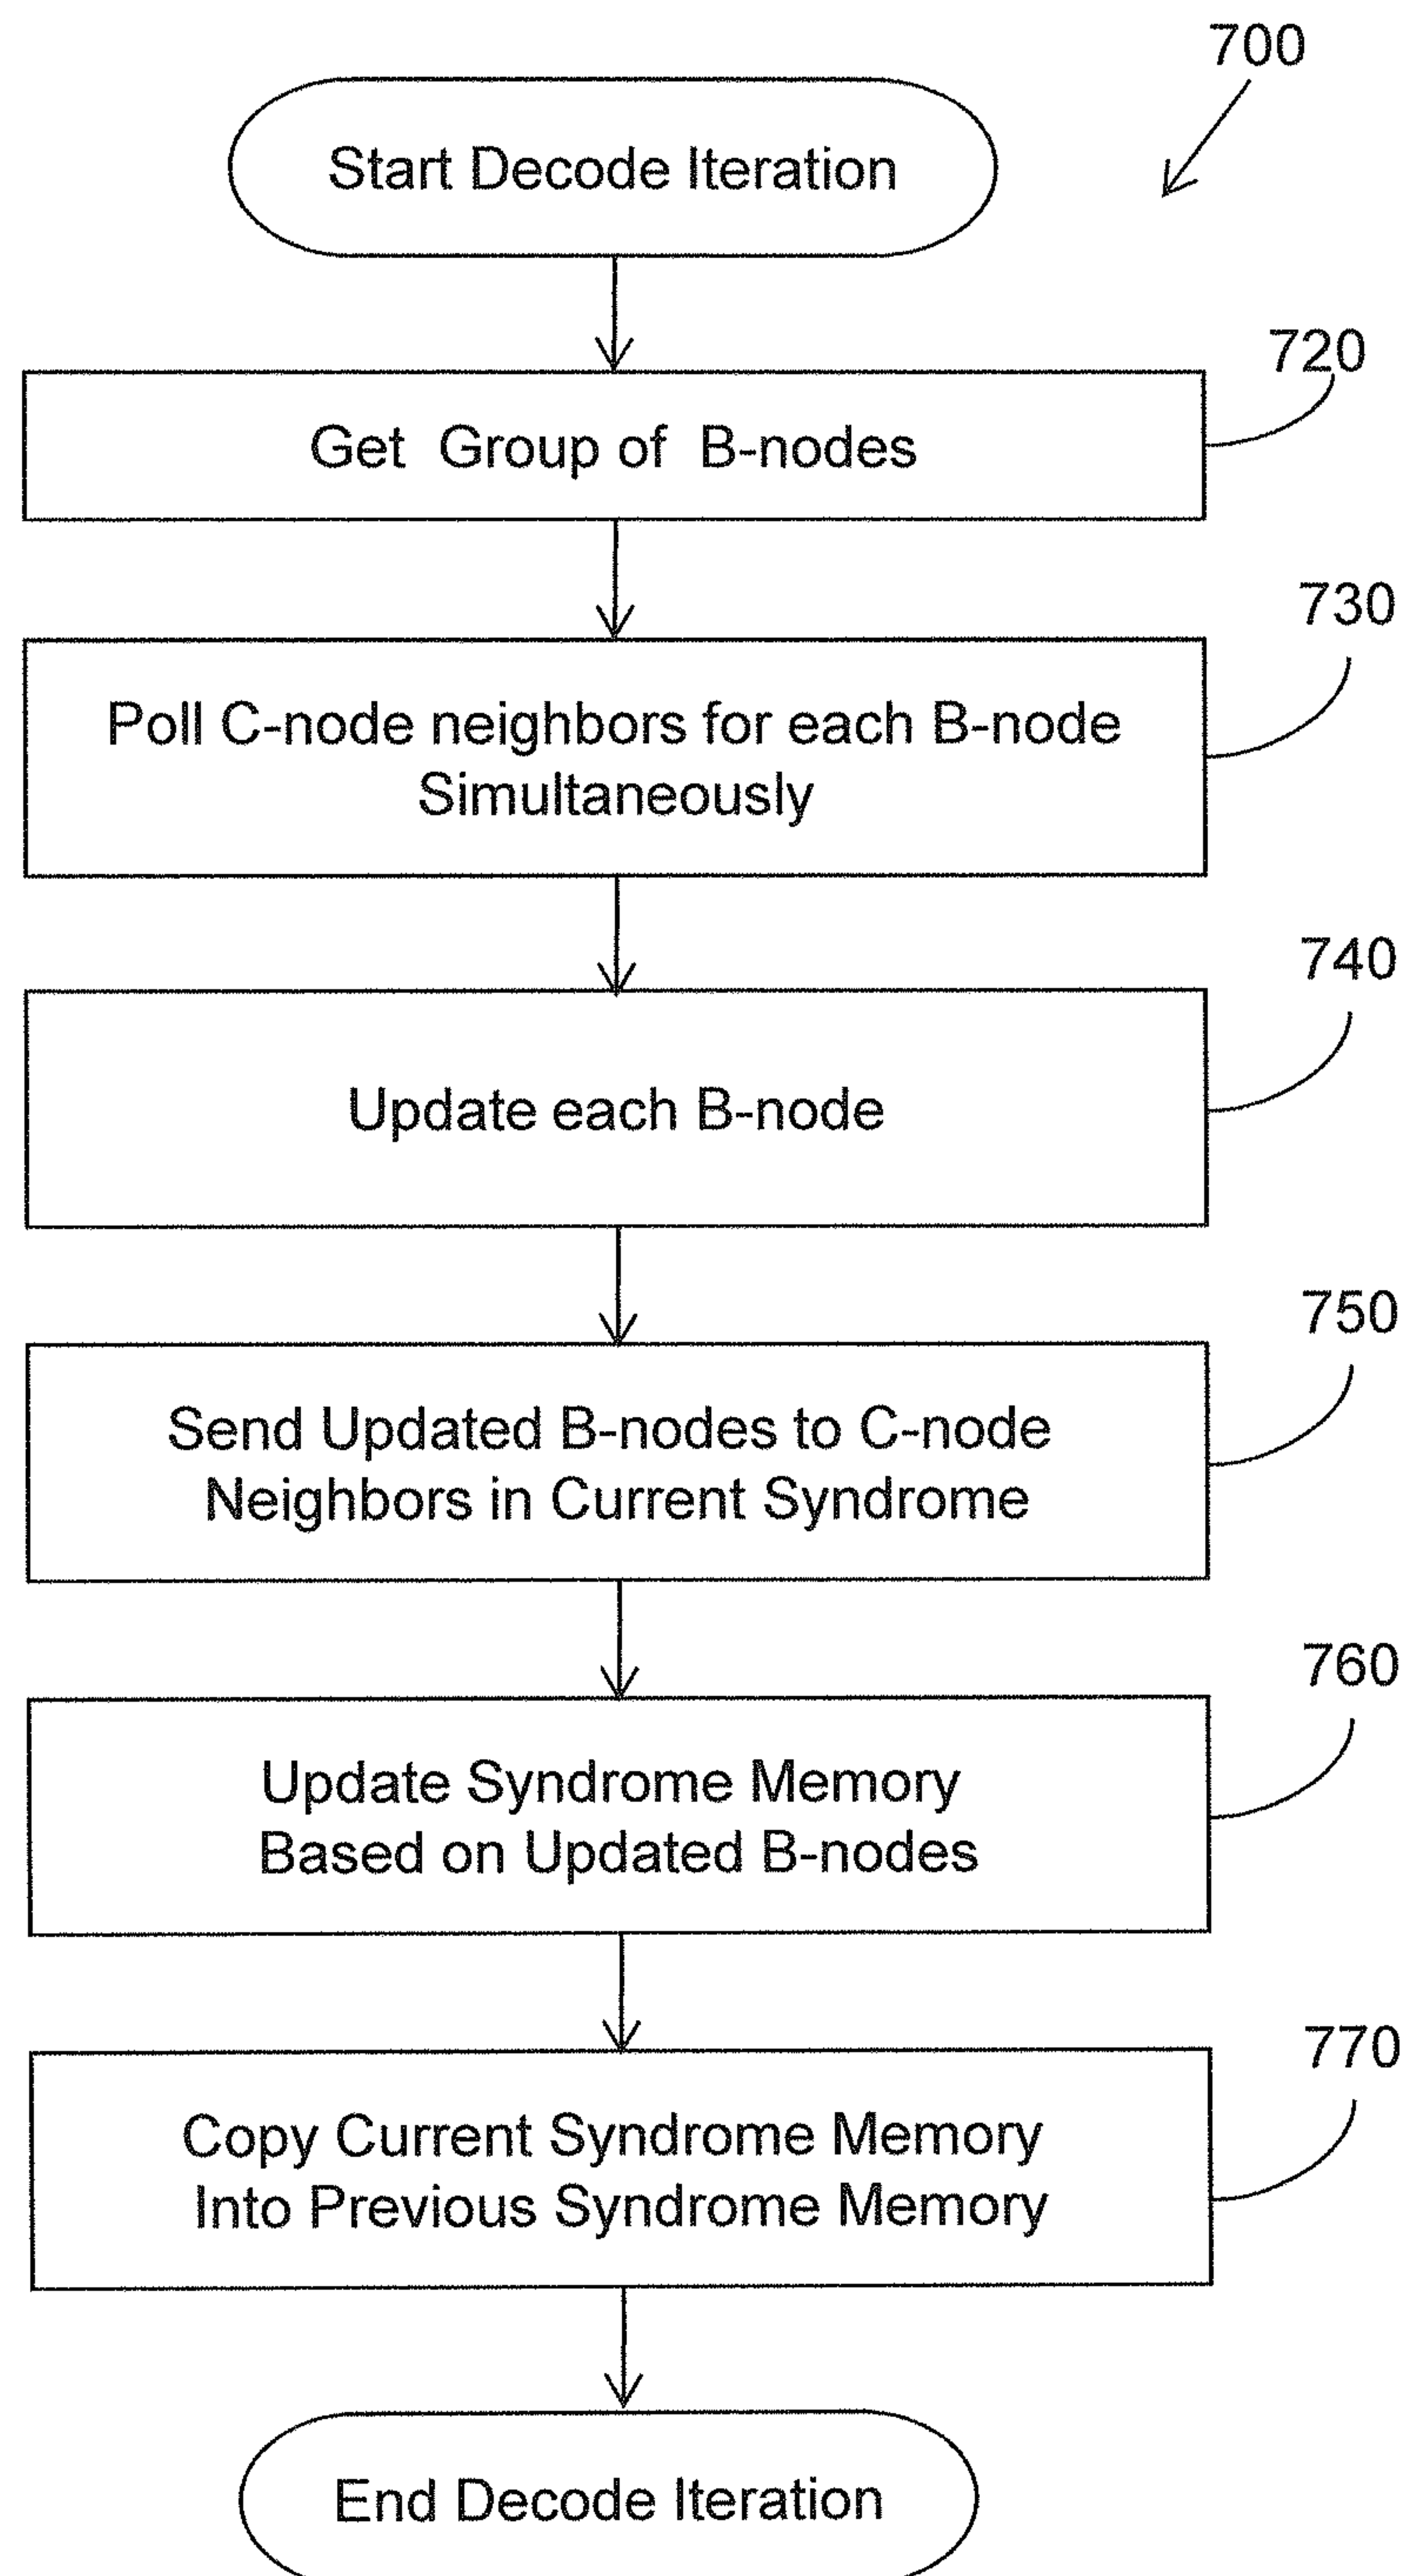 700
Start Decode Iteration
720
Get Group of B-nodes
730
Poll C-node neighbors for each B-node
Simultaneously
740
Update each B-node
750
Send Updated B-nodes to C-node
Neighbors in Current Syndrome
760
Update Syndrome Memory
Based on Updated B-nodes
770
Copy Current Syndrome Memory
Into Previous Syndrome Memory
End Decode Iteration